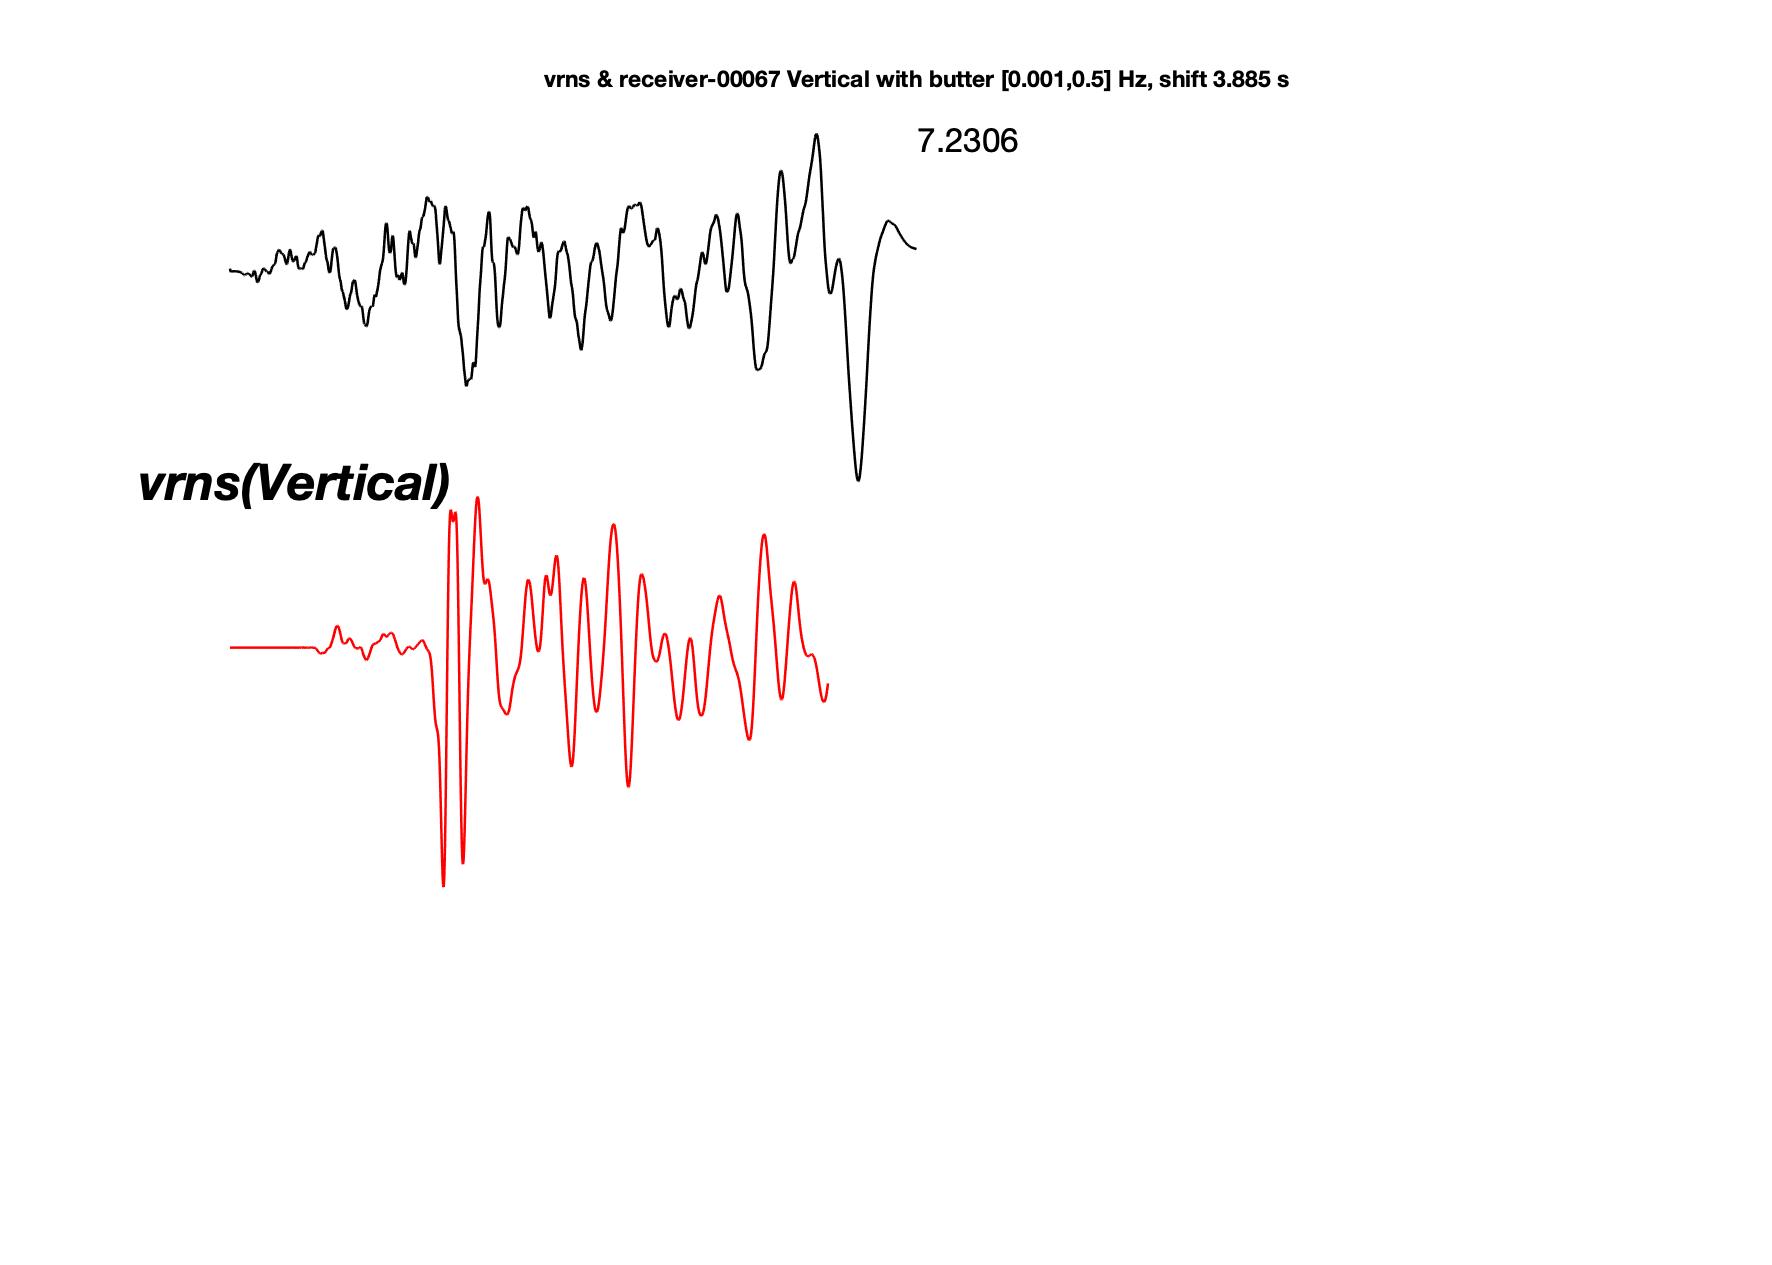 vrns & receiver-00067 Vertical with butter [0.001,0.5] Hz, shift 3.885 s
7.2306
vrns(Vertical)